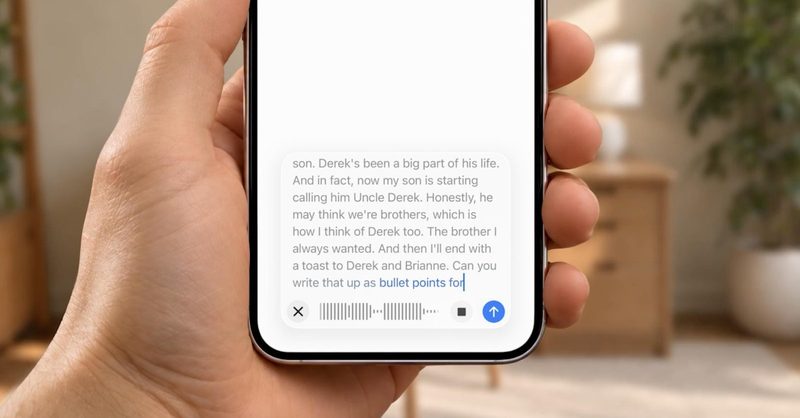 son. Derek's been a big part of his life.
And in fact, now my son is starting
calling him Uncle Derek. Honestly, he
may think we're brothers, which is
how I think of Derek too. The brother I
always wanted. And then I'll end with
a toast to Derek and Brianne. Can you
write that up as bullet points for